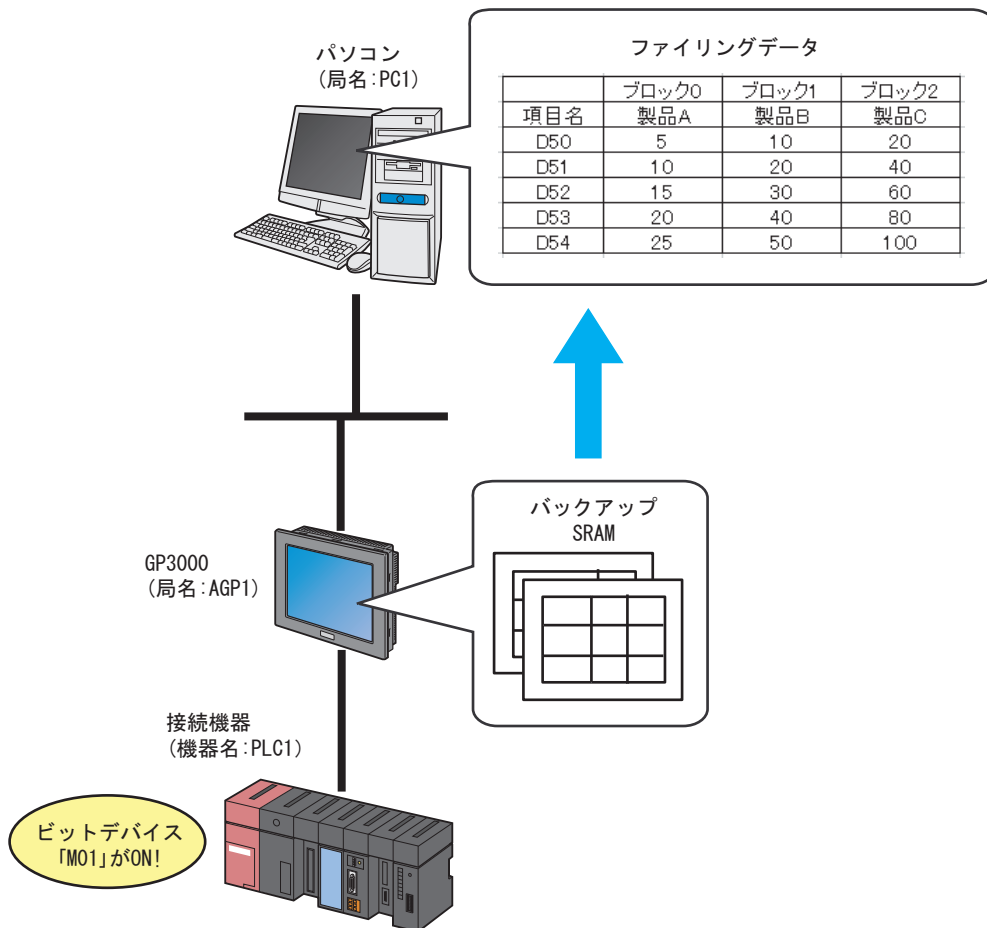 パソコン
(局名:PC1)
ファイリングデータ
ブロック0 ブロック1 ブロック2
項目名 製品A 製品B 製品C
D50 5 10 20
D51 10 20 40
D52 15 30 60
D53 20 40 80
D54 25 50 100
バックアップ
SRAM
GP3000
(局名:AGP1)
接続機器
(機器名:PLC1)
ビットデバイス
「M01」がON!